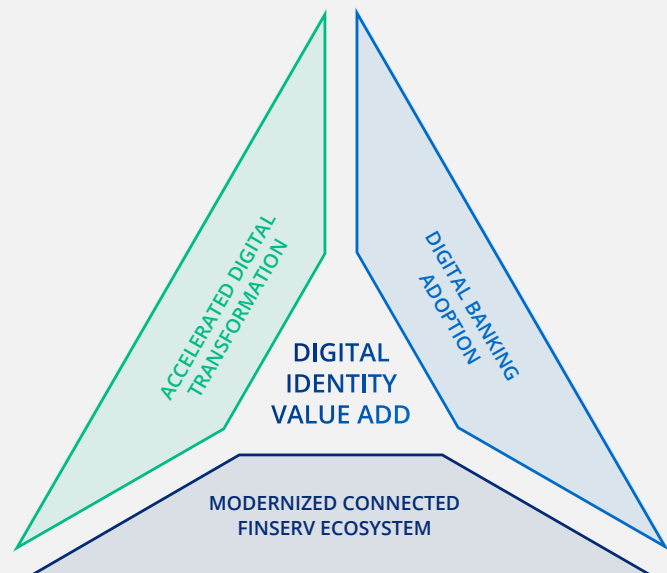 ACCELERATED DIGITAL
TRANSFORMATION
DIGITAL BANKING
ADOPTION
DIGITAL
IDENTITY
VALUE ADD
MODERNIZED CONNECTED
FINSERV ECOSYSTEM